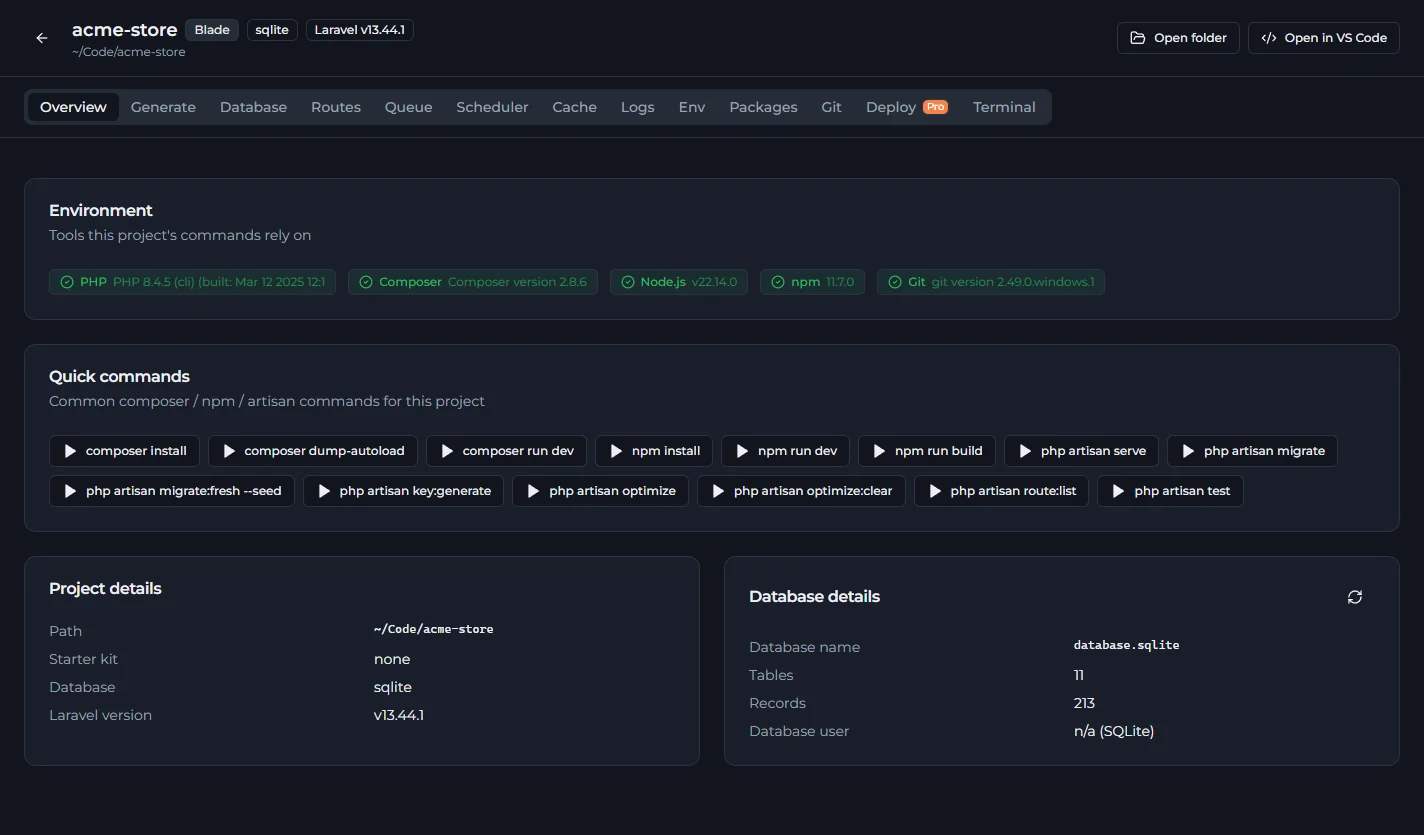 acme-store Blade sqlite Laravel v13.44.1
~/Code/acme-store
Open folder Open in VS Code
Overview Generate Database Routes Queue Scheduler Cache Logs Env Packages Git Deploy Pro Terminal
Environment
Tools this project's commands rely on
PHP PHP 8.4.5 (cli) (built: Mar 12 2025 12:1
Composer Composer version 2.8.6
Node.js v22.14.0
npm 11.7.0
Git git version 2.49.0.windows.1
Quick commands
Common composer / npm / artisan commands for this project
composer install composer dump-autoload composer run dev npm install npm run dev npm run build php artisan serve php artisan migrate
php artisan migrate:fresh --seed php artisan key:generate php artisan optimize php artisan optimize:clear php artisan route:list php artisan test
Project details
Path ~/Code/acme-store
Starter kit none
Database sqlite
Laravel version v13.44.1
Database details
Database name database.sqlite
Tables 11
Records 213
Database user n/a (SQLite)